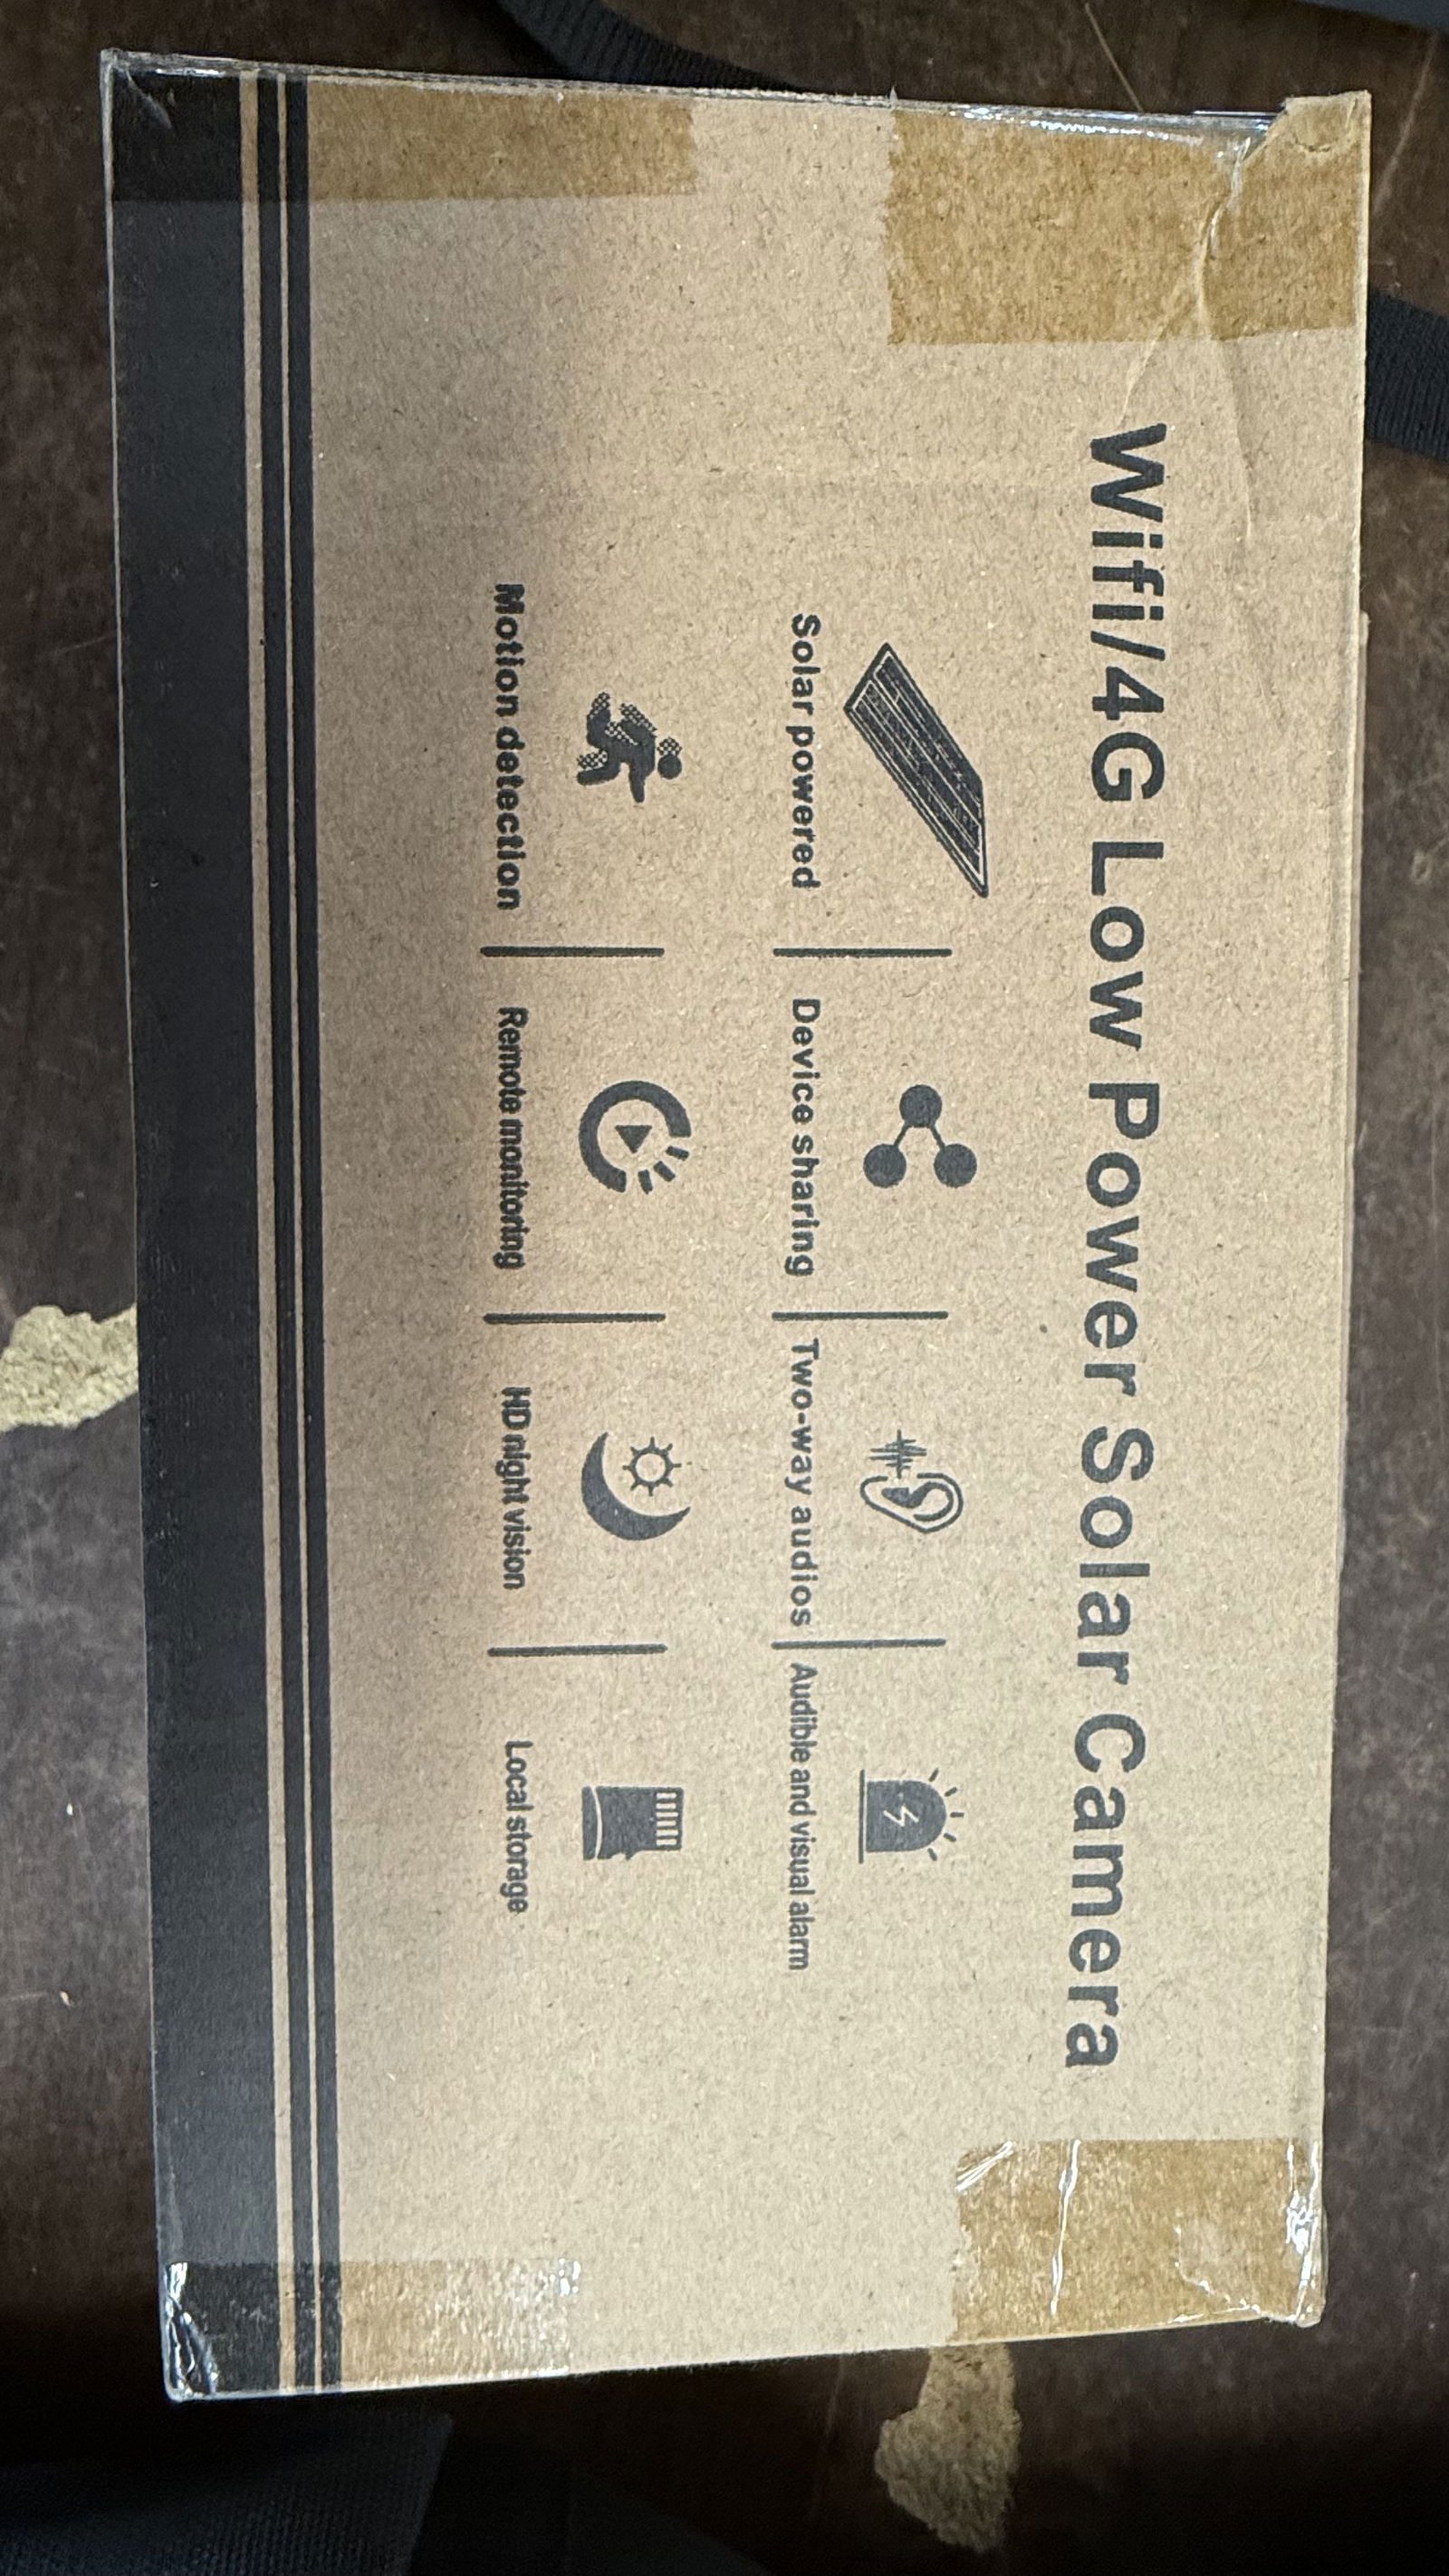 Wifi/4G Low Power Solar Camera
Solar powered
Device sharing
Two-way audios
Audible and visual alarm
Motion detection
Remote monitoring
HD night vision
Local storage